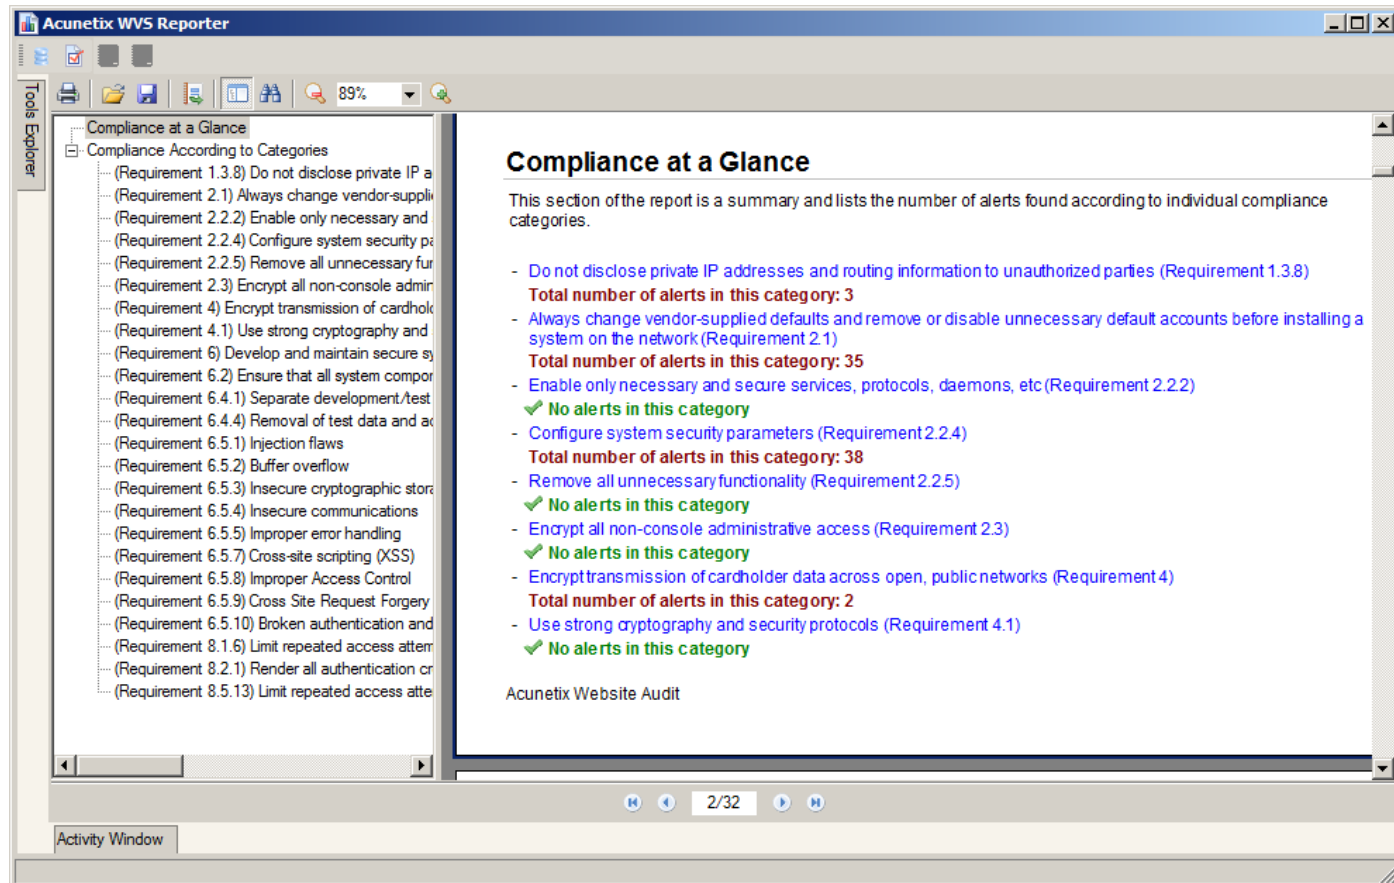 Acunetix WVS Reporter
Tools Explorer
89%
Compliance at a Glance
Compliance According to Categories
(Requirement 1.3.8) Do not disclose private IP a
(Requirement 2.1) Always change vendor-suppli
(Requirement 2.2.2) Enable only necessary and
(Requirement 2.2.4) Configure system security pa
(Requirement 2.2.5) Remove all unnecessary fur
(Requirement 2.3) Encrypt all non-console admin
(Requirement 4) Encrypt transmission of cardhold
(Requirement 4.1) Use strong cryptography and
(Requirement 6) Develop and maintain secure sy
(Requirement 6.2) Ensure that all system compor
(Requirement 6.4.1) Separate development/test
(Requirement 6.4.4) Removal of test data and ac
(Requirement 6.5.1) Injection flaws
(Requirement 6.5.2) Buffer overflow
(Requirement 6.5.3) Insecure cryptographic stora
(Requirement 6.5.4) Insecure communications
(Requirement 6.5.5) Improper error handling
(Requirement 6.5.7) Cross-site scripting (XSS)
(Requirement 6.5.8) Improper Access Control
(Requirement 6.5.9) Cross Site Request Forgery
(Requirement 6.5.10) Broken authentication and
(Requirement 8.1.6) Limit repeated access attem
(Requirement 8.2.1) Render all authentication cr
(Requirement 8.5.13) Limit repeated access atte
Compliance at a Glance
This section of the report is a summary and lists the number of alerts found according to individual compliance
categories.
- Do not disclose private IP addresses and routing information to unauthorized parties (Requirement 1.3.8)
Total number of alerts in this category: 3
- Always change vendor-supplied defaults and remove or disable unnecessary default accounts before installing a
system on the network (Requirement 2.1)
Total number of alerts in this category: 35
- Enable only necessary and secure services, protocols, daemons, etc (Requirement 2.2.2)
No alerts in this category
- Configure system security parameters (Requirement 2.2.4)
Total number of alerts in this category: 38
- Remove all unnecessary functionality (Requirement 2.2.5)
No alerts in this category
- Encrypt all non-console administrative access (Requirement 2.3)
No alerts in this category
- Encrypt transmission of cardholder data across open, public networks (Requirement 4)
Total number of alerts in this category: 2
- Use strong cryptography and security protocols (Requirement 4.1)
No alerts in this category
Acunetix Website Audit
2/32
Activity Window